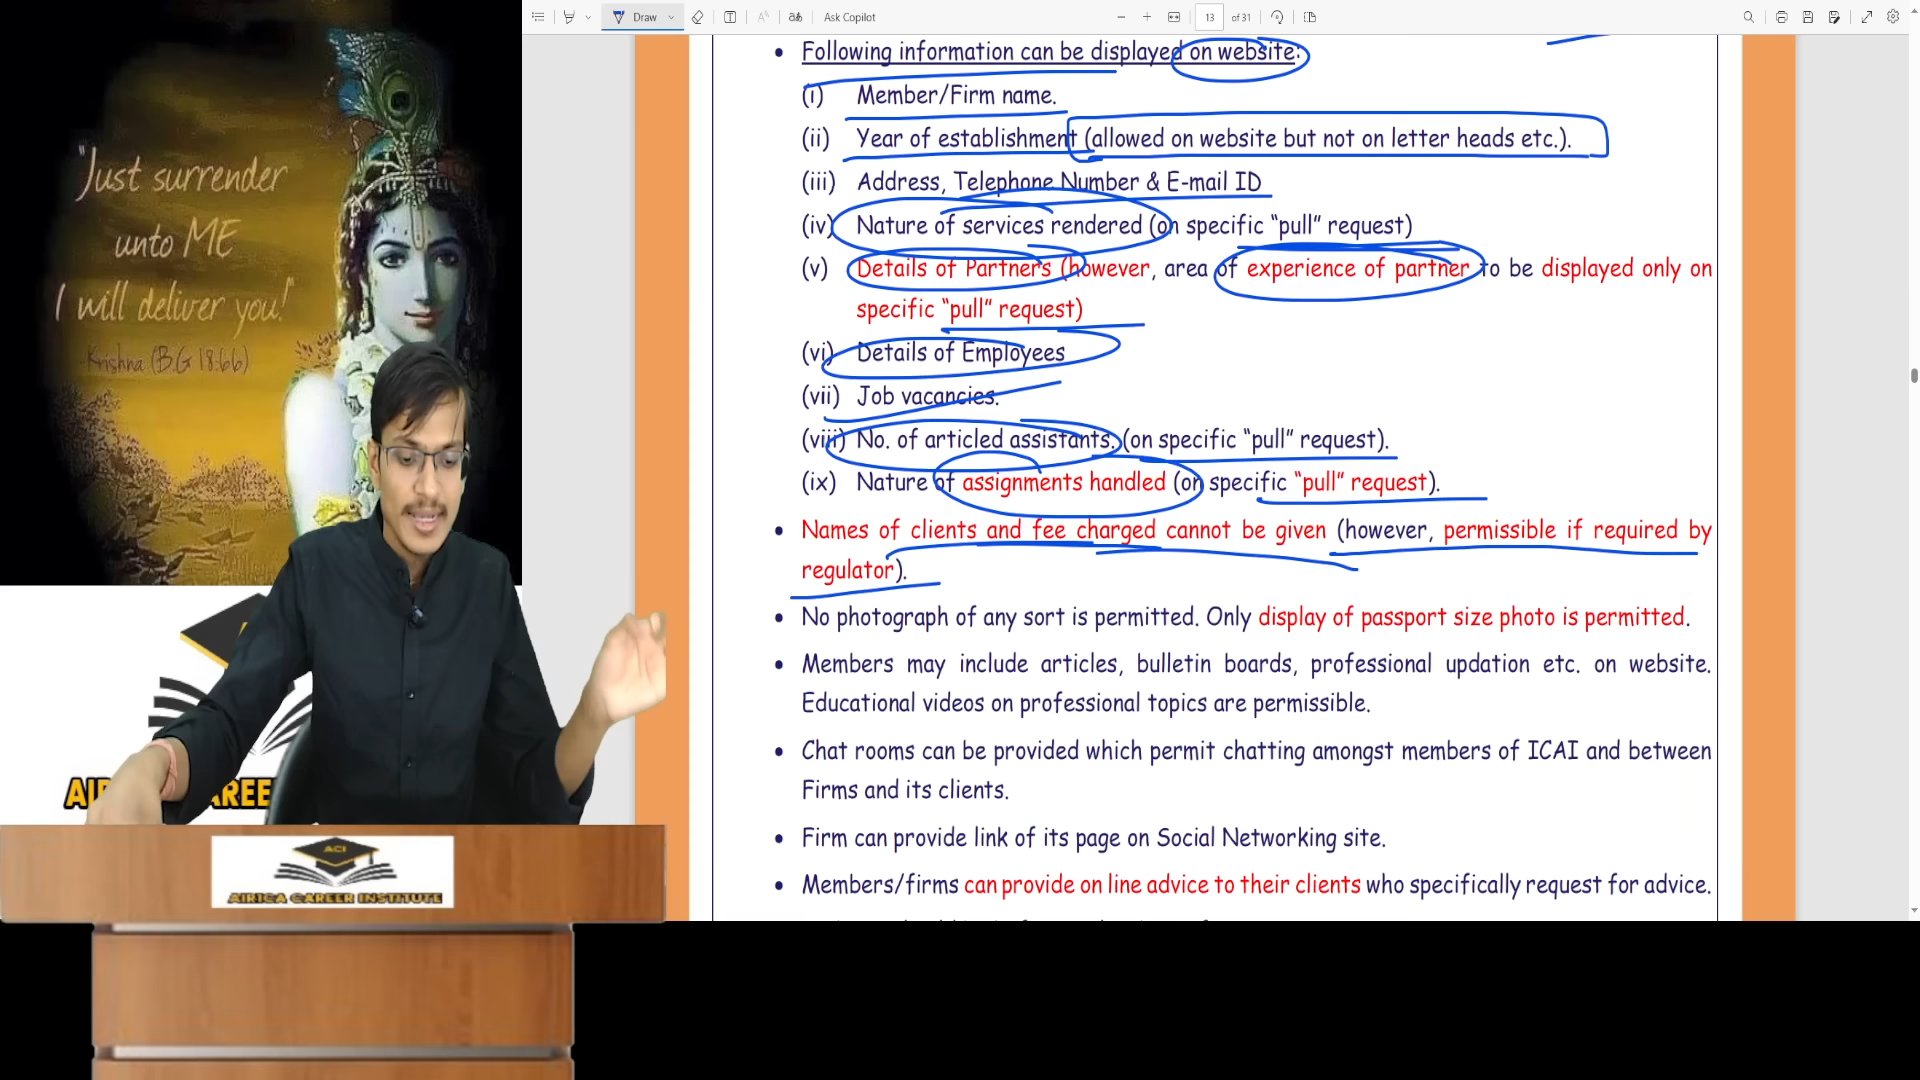 Draw
Ask Copilot
13 of 31
"Just surrender
unto ME
I will deliver you!"
Krishna (B.G 18:66)
ACI
AIRICA CAREER INSTITUTE
• Following information can be displayed on website:
(i) Member/Firm name.
(ii) Year of establishment (allowed on website but not on letter heads etc.).
(iii) Address, Telephone Number & E-mail ID
(iv) Nature of services rendered (on specific “pull” request)
(v) Details of Partners (however, area of experience of partner to be displayed only on
specific “pull” request)
(vi) Details of Employees
(vii) Job vacancies.
(viii) No. of articled assistants. (on specific “pull” request).
(ix) Nature of assignments handled (on specific “pull” request).
• Names of clients and fee charged cannot be given (however, permissible if required by
regulator).
• No photograph of any sort is permitted. Only display of passport size photo is permitted.
• Members may include articles, bulletin boards, professional updation etc. on website.
Educational videos on professional topics are permissible.
• Chat rooms can be provided which permit chatting amongst members of ICAI and between
Firms and its clients.
• Firm can provide link of its page on Social Networking site.
• Members/firms can provide on line advice to their clients who specifically request for advice.